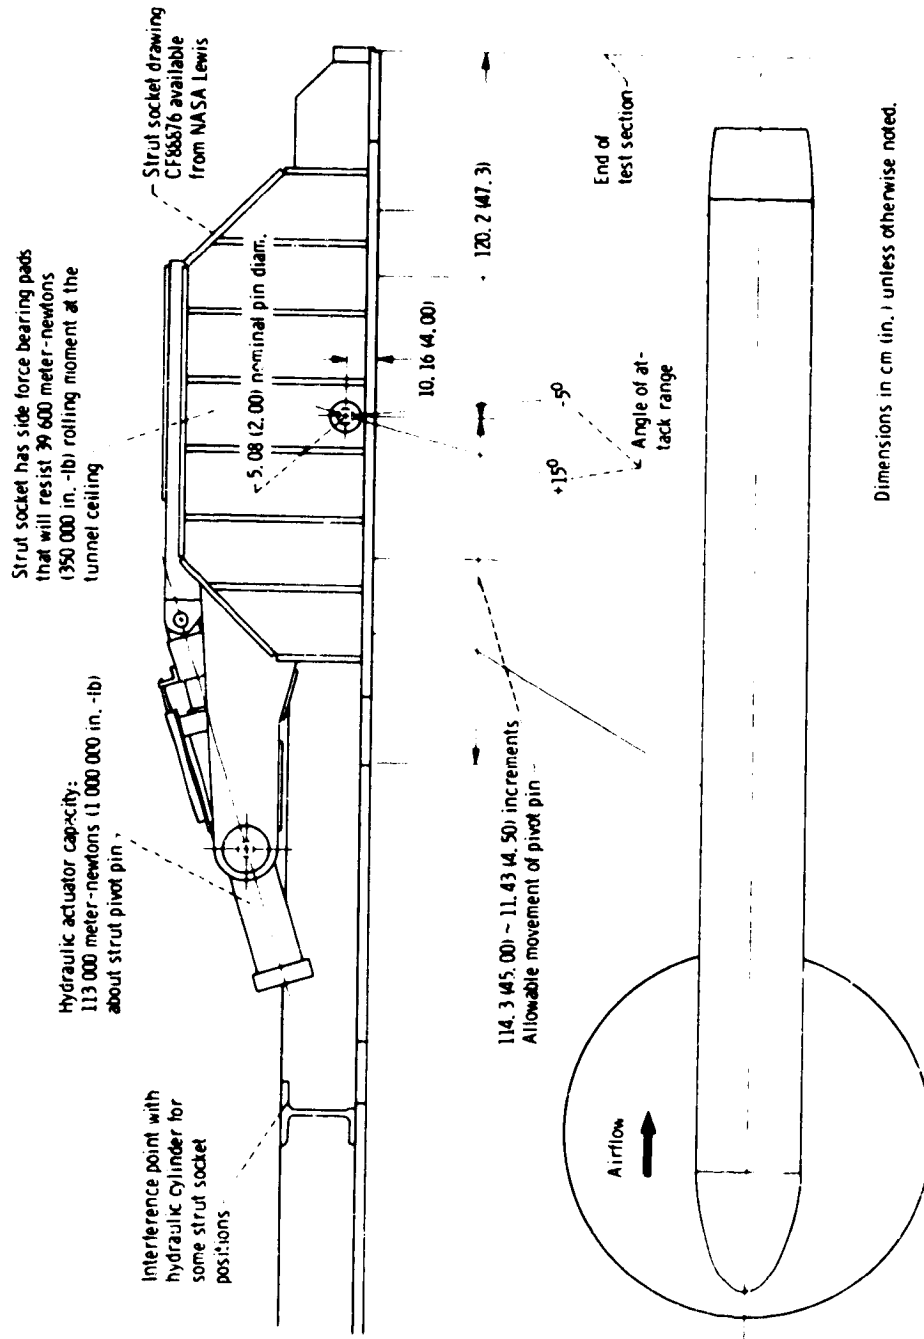 Strut socket has side force bearing pads
that will resist 39 600 meter-newtons
(350 000 in. -lb) rolling moment at the
tunnel ceiling
Strut socket drawing
CF86876 available
from NASA Lewis
Hydraulic actuator capacity:
113 000 meter-newtons (1 000 000 in. -lb)
about strut pivot pin
Interference point with
hydraulic cylinder for
some strut socket
positions
5.08 (2.00) nominal pin diam.
10.16 (4.00)
120.2 (47.3)
114.3 (45.00) ~ 11.43 (4.50) increments
Allowable movement of pivot pin
+15°
-5°
Angle of at-
tack range
End of
test section
Airflow
Dimensions in cm (in.) unless otherwise noted.